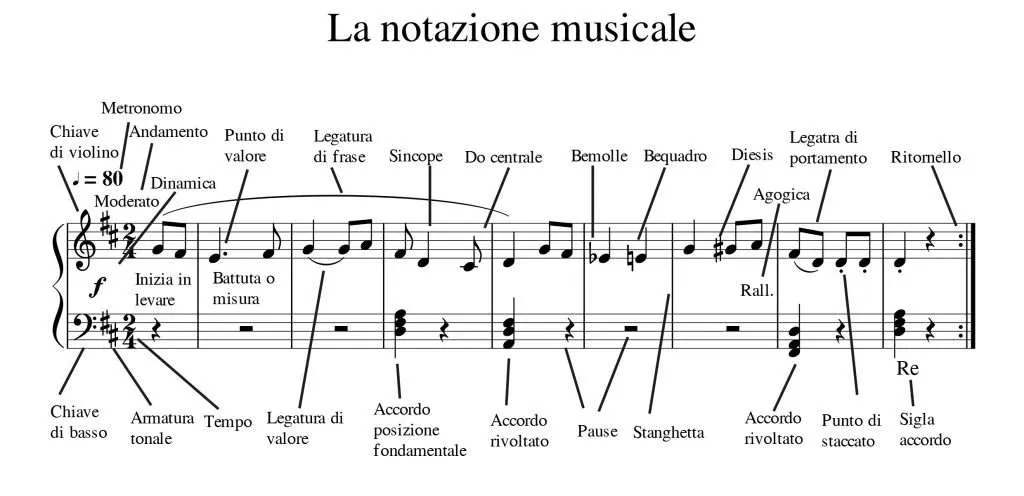 La notazione musicale
Metronomo
Chiave
di violino
Andamento
Punto di
valore
Legatura
di frase
Sincope
Do centrale
Bemolle
Bequadro
Diesis
Legatra di
portamento
Ritornello
♩ = 80
Dinamica
Moderato
Agogica
2
4
f
Inizia in
levare
Battuta o
misura
Rall.
2
4
Re
Chiave
di basso
Armatura
tonale
Tempo
Legatura di
valore
Accordo
posizione
fondamentale
Accordo
rivoltato
Pause
Stanghetta
Accordo
rivoltato
Punto di
staccato
Sigla
accordo